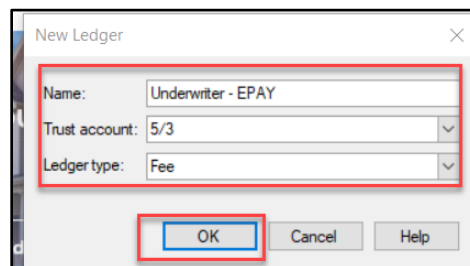 New Ledger
Name: Underwriter - EPAY
Trust account: 5/3
Ledger type: Fee
OK Cancel Help